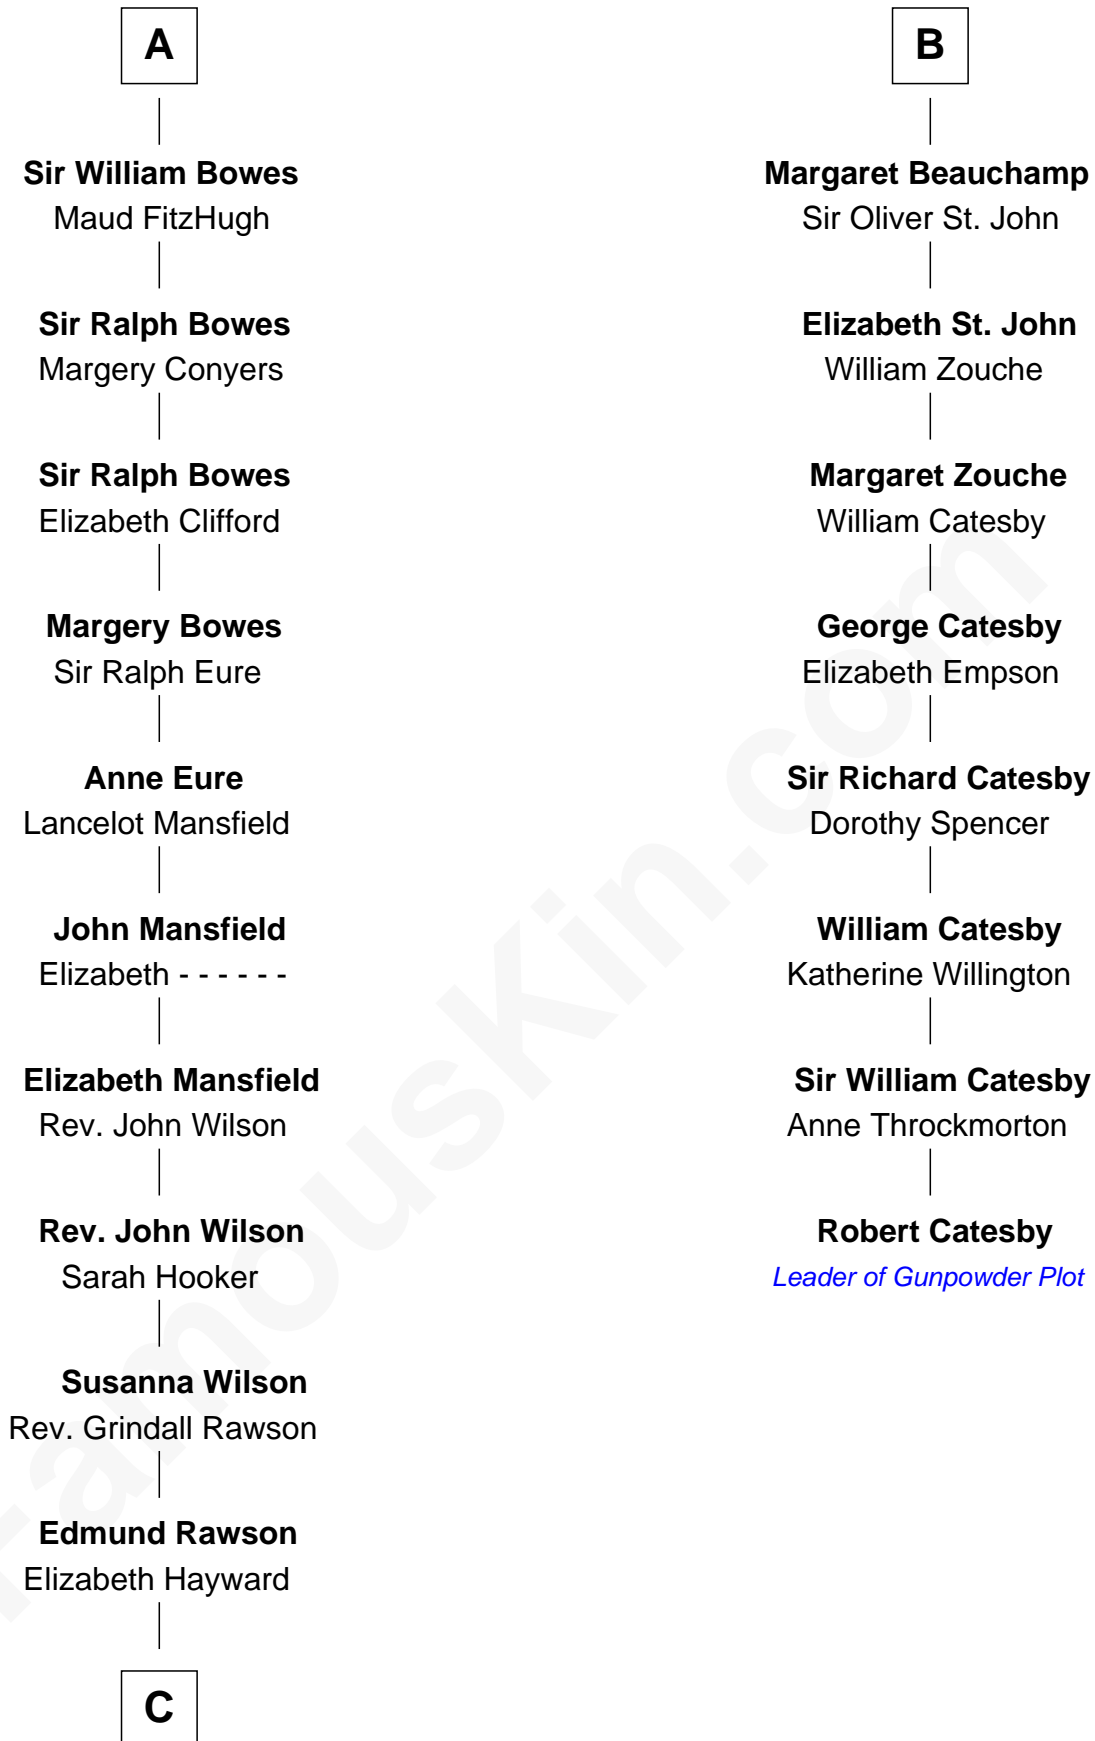 A
Sir William Bowes
Maud FitzHugh
Sir Ralph Bowes
Margery Conyers
Sir Ralph Bowes
Elizabeth Clifford
Margery Bowes
Sir Ralph Eure
Anne Eure
Lancelot Mansfield
John Mansfield
Elizabeth - - - - - -
Elizabeth Mansfield
Rev. John Wilson
Rev. John Wilson
Sarah Hooker
Susanna Wilson
Rev. Grindall Rawson
Edmund Rawson
Elizabeth Hayward
C
B
Margaret Beauchamp
Sir Oliver St. John
Elizabeth St. John
William Zouche
Margaret Zouche
William Catesby
George Catesby
Elizabeth Empson
Sir Richard Catesby
Dorothy Spencer
William Catesby
Katherine Willington
Sir William Catesby
Anne Throckmorton
Robert Catesby
Leader of Gunpowder Plot
FamousKin.com